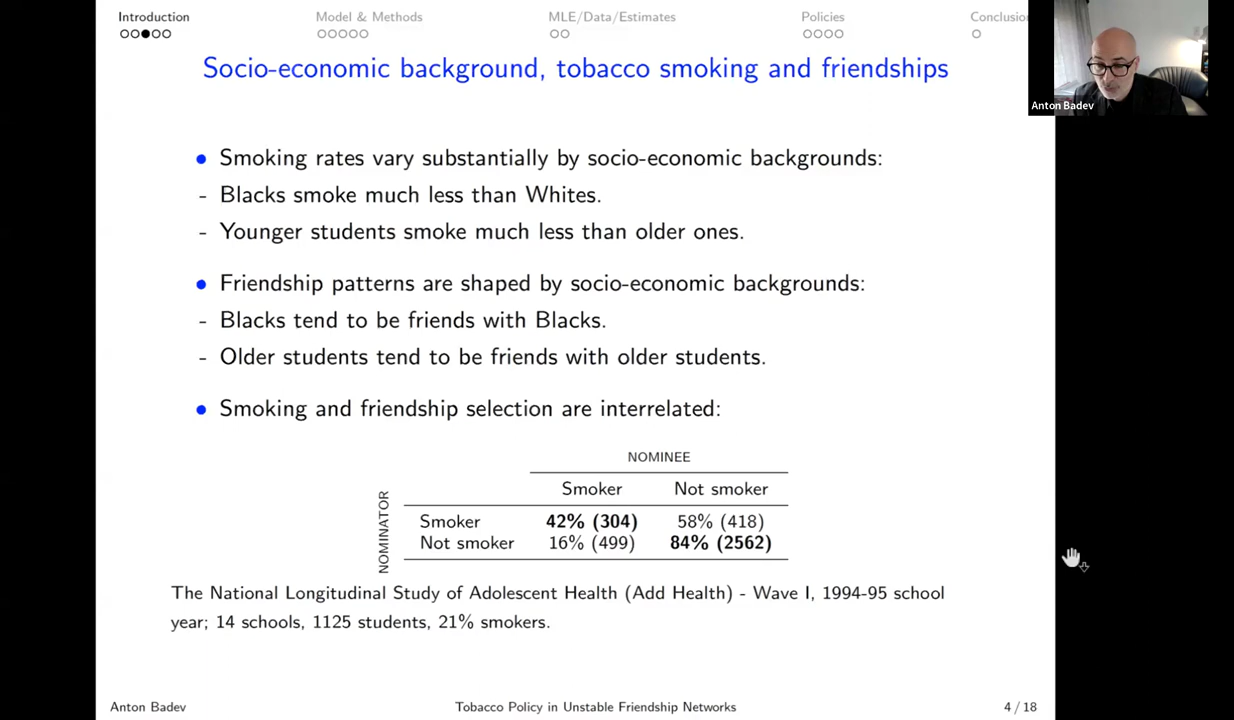 Introduction Model & Methods MLE/Data/Estimates Policies Conclusion
Socio-economic background, tobacco smoking and friendships
Anton Badev
• Smoking rates vary substantially by socio-economic backgrounds:
- Blacks smoke much less than Whites.
- Younger students smoke much less than older ones.
• Friendship patterns are shaped by socio-economic backgrounds:
- Blacks tend to be friends with Blacks.
- Older students tend to be friends with older students.
• Smoking and friendship selection are interrelated:
NOMINEE
Smoker Not smoker
NOMINATOR
Smoker 42% (304) 58% (418)
Not smoker 16% (499) 84% (2562)
The National Longitudinal Study of Adolescent Health (Add Health) - Wave I, 1994-95 school
year; 14 schools, 1125 students, 21% smokers.
Anton Badev Tobacco Policy in Unstable Friendship Networks 4 / 18